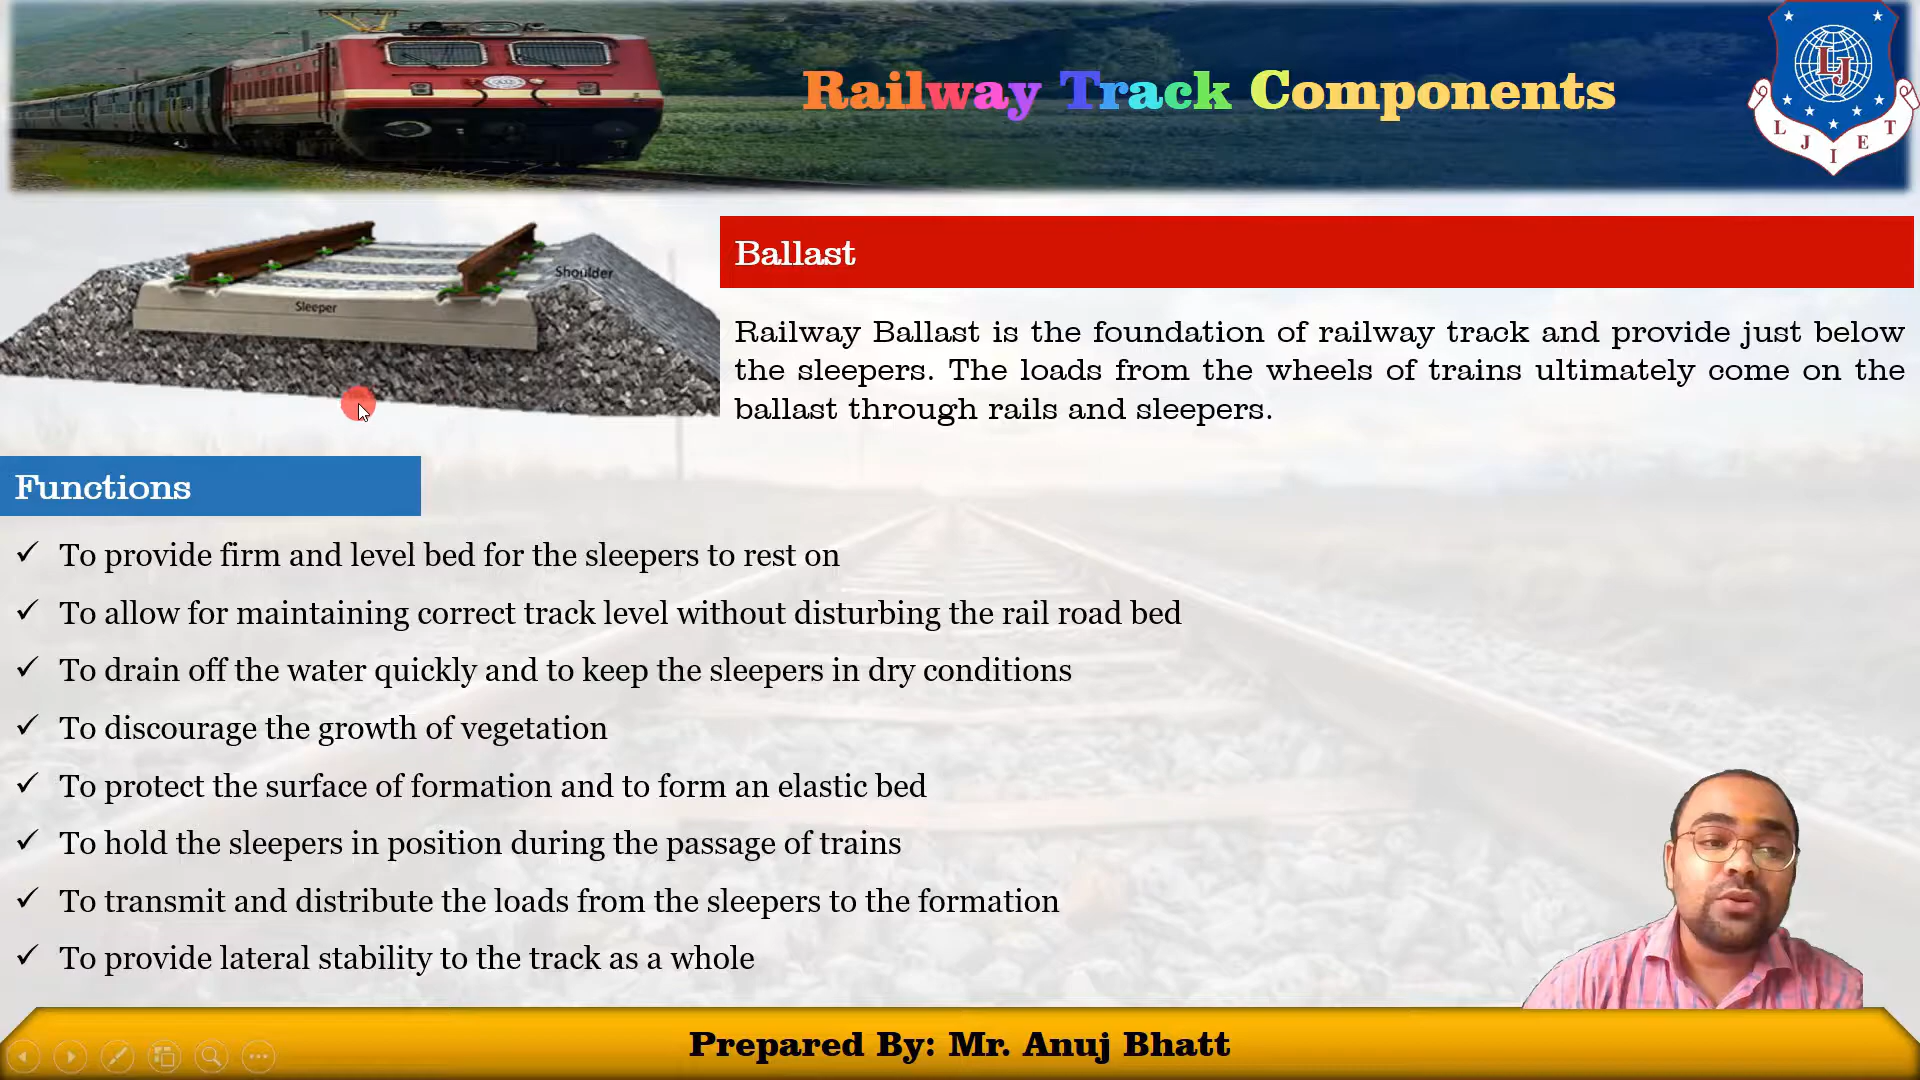 Railway Track Components
LJ
L J I E T
Shoulder
Sleeper
Ballast
Railway Ballast is the foundation of railway track and provide just below
the sleepers. The loads from the wheels of trains ultimately come on the
ballast through rails and sleepers.
Functions
✓ To provide firm and level bed for the sleepers to rest on
✓ To allow for maintaining correct track level without disturbing the rail road bed
✓ To drain off the water quickly and to keep the sleepers in dry conditions
✓ To discourage the growth of vegetation
✓ To protect the surface of formation and to form an elastic bed
✓ To hold the sleepers in position during the passage of trains
✓ To transmit and distribute the loads from the sleepers to the formation
✓ To provide lateral stability to the track as a whole
Prepared By: Mr. Anuj Bhatt